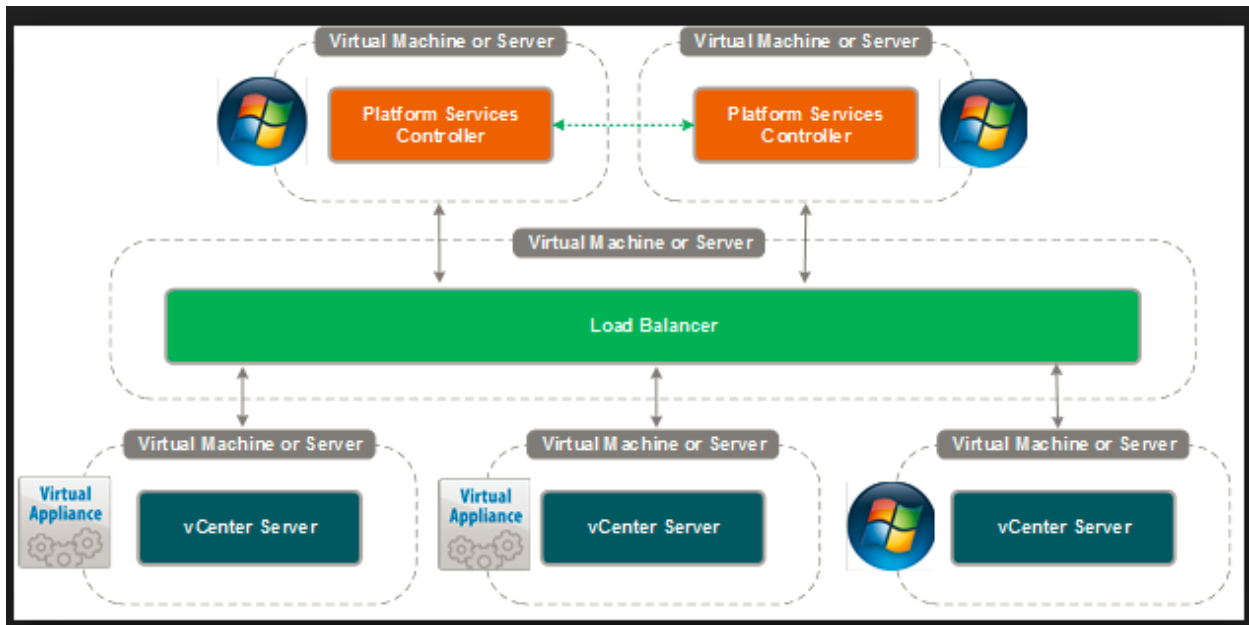 Virtual Machine or Server
Virtual Machine or Server
Platform Services
Controller
Platform Services
Controller
Virtual Machine or Server
Load Balancer
Virtual Machine or Server
Virtual Machine or Server
Virtual Machine or Server
Virtual
Appliance
vCenter Server
Virtual
Appliance
vCenter Server
vCenter Server